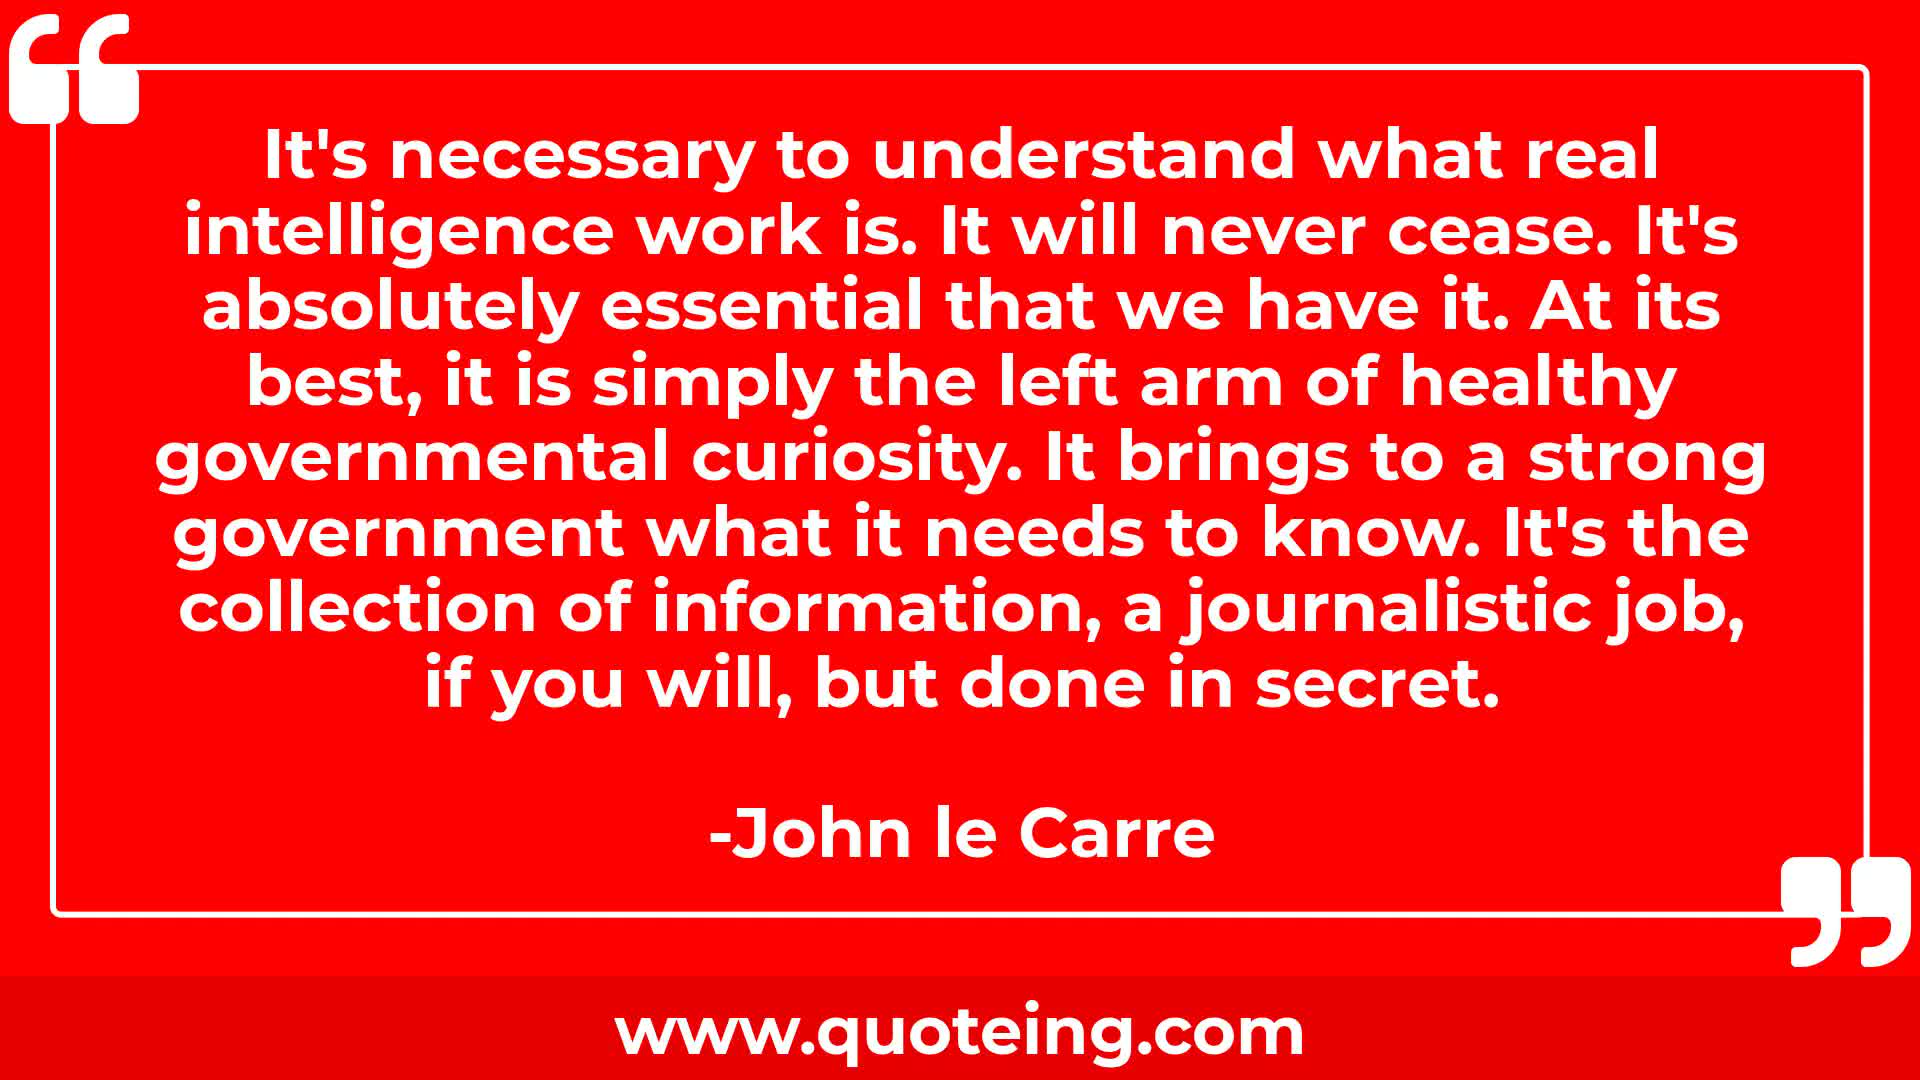 It's necessary to understand what real
intelligence work is. It will never cease. It's
absolutely essential that we have it. At its
best, it is simply the left arm of healthy
governmental curiosity. It brings to a strong
government what it needs to know. It's the
collection of information, a journalistic job,
if you will, but done in secret.
-John le Carre
www.quoteing.com